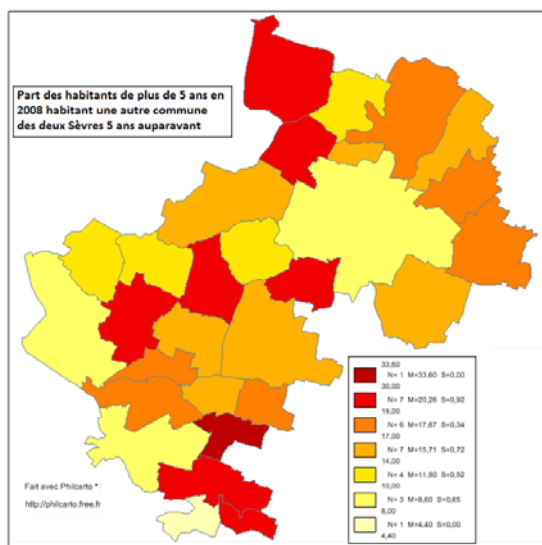 Part des habitants de plus de 5 ans en
2008 habitant une autre commune
des deux Sèvres 5 ans auparavant
33,60
N= 1 M=33,60 S=0,00
30,00
N= 7 M=20,26 S=0,92
19,00
N= 6 M=17,67 S=0,34
17,00
N= 7 M=15,71 S=0,72
14,00
N= 4 M=11,90 S=0,92
10,00
N= 3 M=8,60 S=0,65
8,00
N= 1 M=4,40 S=0,00
4,40
Fait avec Philcarto *
http://philcarto.free.fr